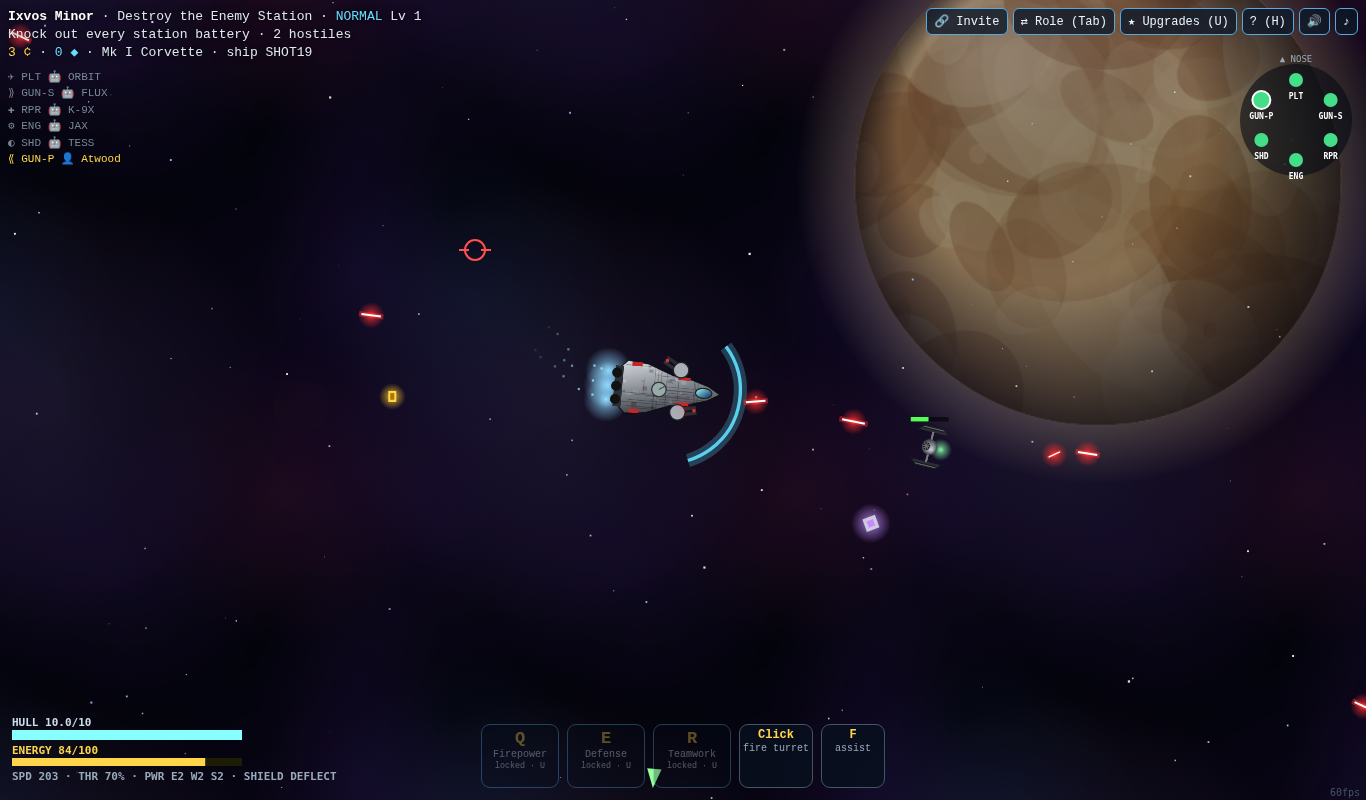 Ixvos Minor · Destroy the Enemy Station · NORMAL Lv 1
Knock out every station battery · 2 hostiles
3 ¢ · 0 ◆ · Mk I Corvette · ship SHOT19
PLT 🤖 ORBIT
GUN-S 🤖 FLUX
RPR 🤖 K-9X
ENG 🤖 JAX
SHD 🤖 TESS
GUN-P 👤 Atwood
🔗 Invite
⇄ Role (Tab)
★ Upgrades (U)
? (H)
🔊
♪
▲ NOSE
PLT
GUN-P
GUN-S
SHD
RPR
ENG
HULL 10.0/10
ENERGY 84/100
SPD 203 · THR 70% · PWR E2 W2 S2 · SHIELD DEFLECT
Q
Firepower
locked · U
E
Defense
locked · U
R
Teamwork
locked · U
Click
fire turret
F
assist
60fps